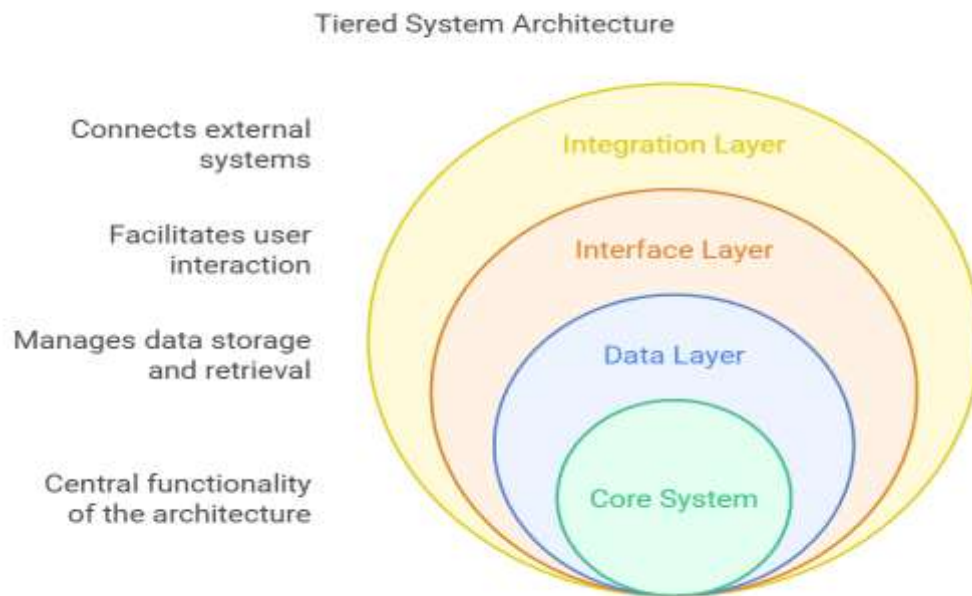 Tiered System Architecture
Connects external
systems
Integration Layer
Facilitates user
interaction
Interface Layer
Manages data storage
and retrieval
Data Layer
Central functionality
of the architecture
Core System